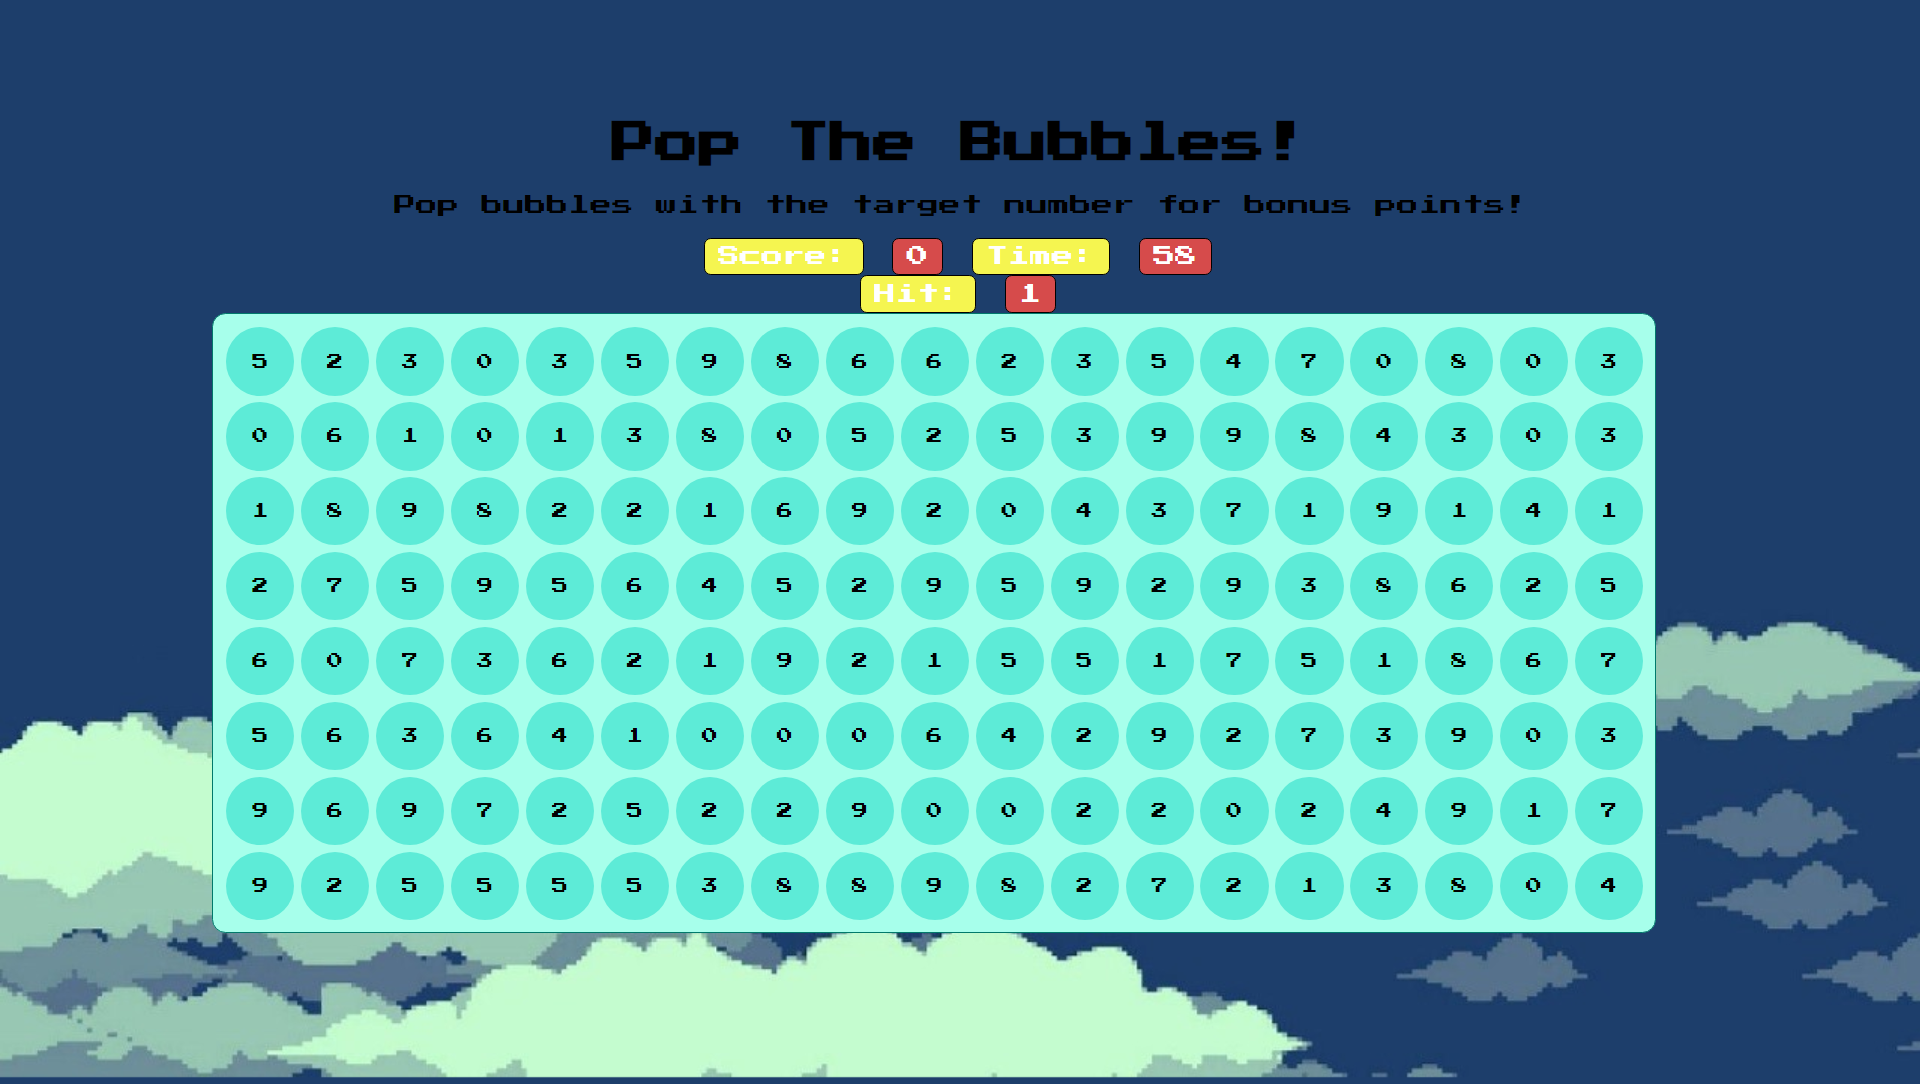 Pop The Bubbles!
Pop bubbles with the target number for bonus points!
Score: 0 Time: 58
Hit: 1
5 2 3 0 3 5 9 8 6 6 2 3 5 4 7 0 8 0 3
0 6 1 0 1 3 8 0 5 2 5 3 9 9 8 4 3 0 3
1 8 9 8 2 2 1 6 9 2 0 4 3 7 1 9 1 4 1
2 7 5 9 5 6 4 5 2 9 5 9 2 9 3 8 6 2 5
6 0 7 3 6 2 1 9 2 1 5 5 1 7 5 1 8 6 7
5 6 3 6 4 1 0 0 0 6 4 2 9 2 7 3 9 0 3
9 6 9 7 2 5 2 2 9 0 0 2 2 0 2 4 9 1 7
9 2 5 5 5 5 3 8 8 9 8 2 7 2 1 3 8 0 4